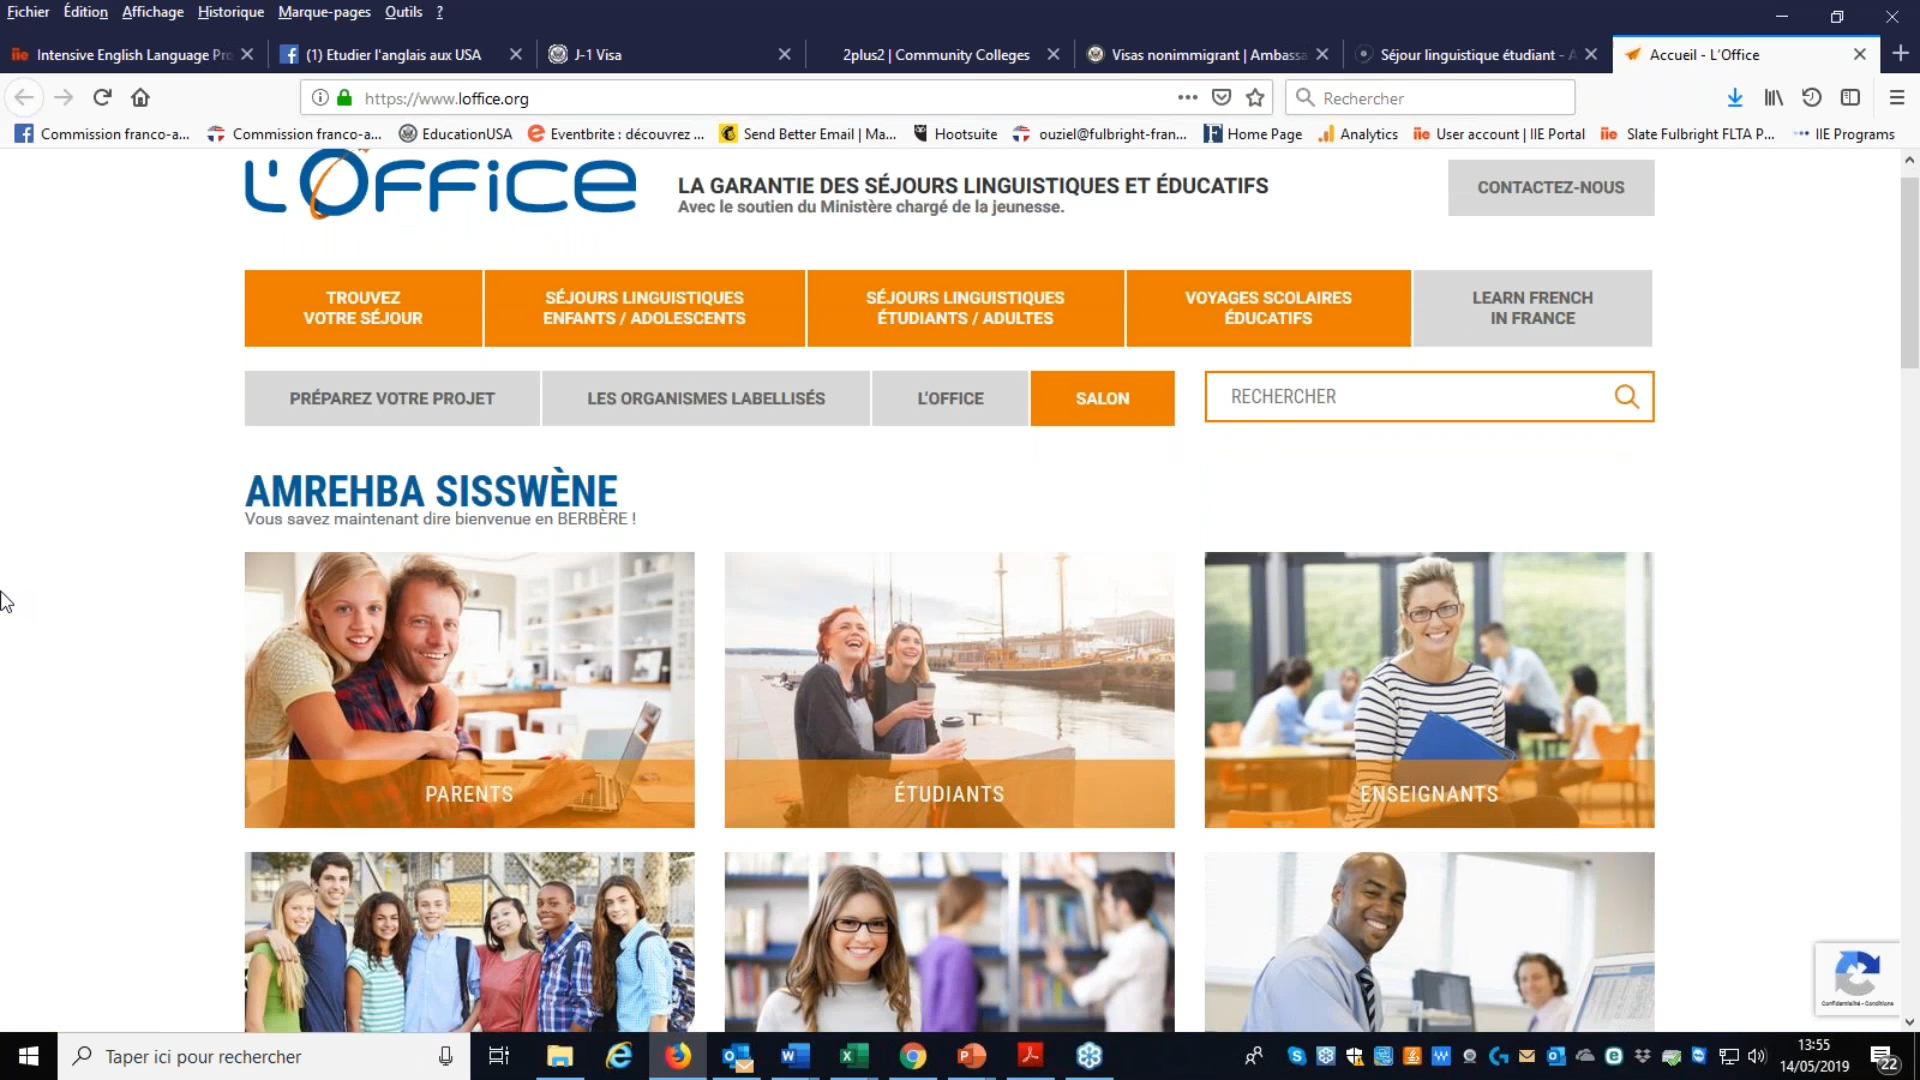 Fichier Édition Affichage Historique Marque-pages Outils ?
Intensive English Language Pro
(1) Etudier l'anglais aux USA
J-1 Visa
2plus2 | Community Colleges
Visas nonimmigrant | Ambassa
Séjour linguistique étudiant - A
Accueil - L'Office
https://www.loffice.org
Rechercher
Commission franco-a...
Commission franco-a...
EducationUSA
Eventbrite : découvrez ...
Send Better Email | Ma...
Hootsuite
ouziel@fulbright-fran...
Home Page
Analytics
User account | IIE Portal
Slate Fulbright FLTA P...
IIE Programs
L'OFFICE
LA GARANTIE DES SÉJOURS LINGUISTIQUES ET ÉDUCATIFS
Avec le soutien du Ministère chargé de la jeunesse.
CONTACTEZ-NOUS
TROUVEZ
VOTRE SÉJOUR
SÉJOURS LINGUISTIQUES
ENFANTS / ADOLESCENTS
SÉJOURS LINGUISTIQUES
ÉTUDIANTS / ADULTES
VOYAGES SCOLAIRES
ÉDUCATIFS
LEARN FRENCH
IN FRANCE
PRÉPAREZ VOTRE PROJET
LES ORGANISMES LABELLISÉS
L'OFFICE
SALON
RECHERCHER
AMREHBA SISSWÈNE
Vous savez maintenant dire bienvenue en BERBÈRE !
PARENTS
ÉTUDIANTS
ENSEIGNANTS
Confidentialité - Conditions
Taper ici pour rechercher
13:55
14/05/2019
22